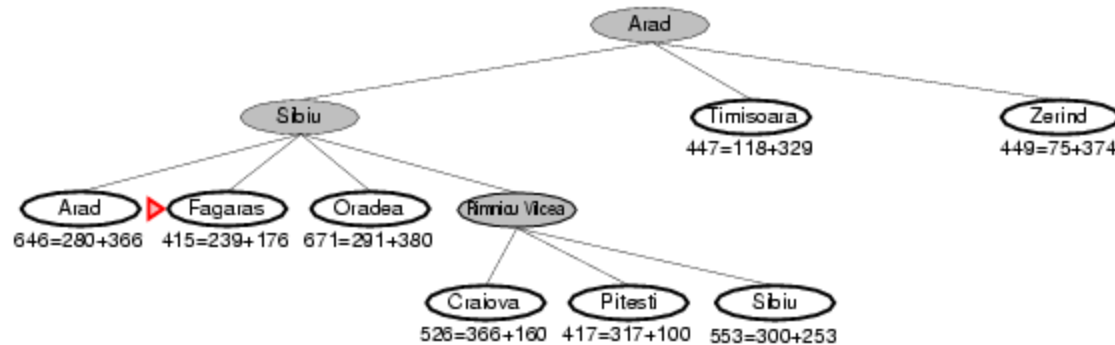 Arad
Sibiu
Timisoara
Zerind
447=118+329
449=75+374
Arad
Fagaras
Oradea
Rimnicu Vilcea
646=280+366
415=239+176
671=291+380
Craiova
Pitesti
Sibiu
526=366+160
417=317+100
553=300+253